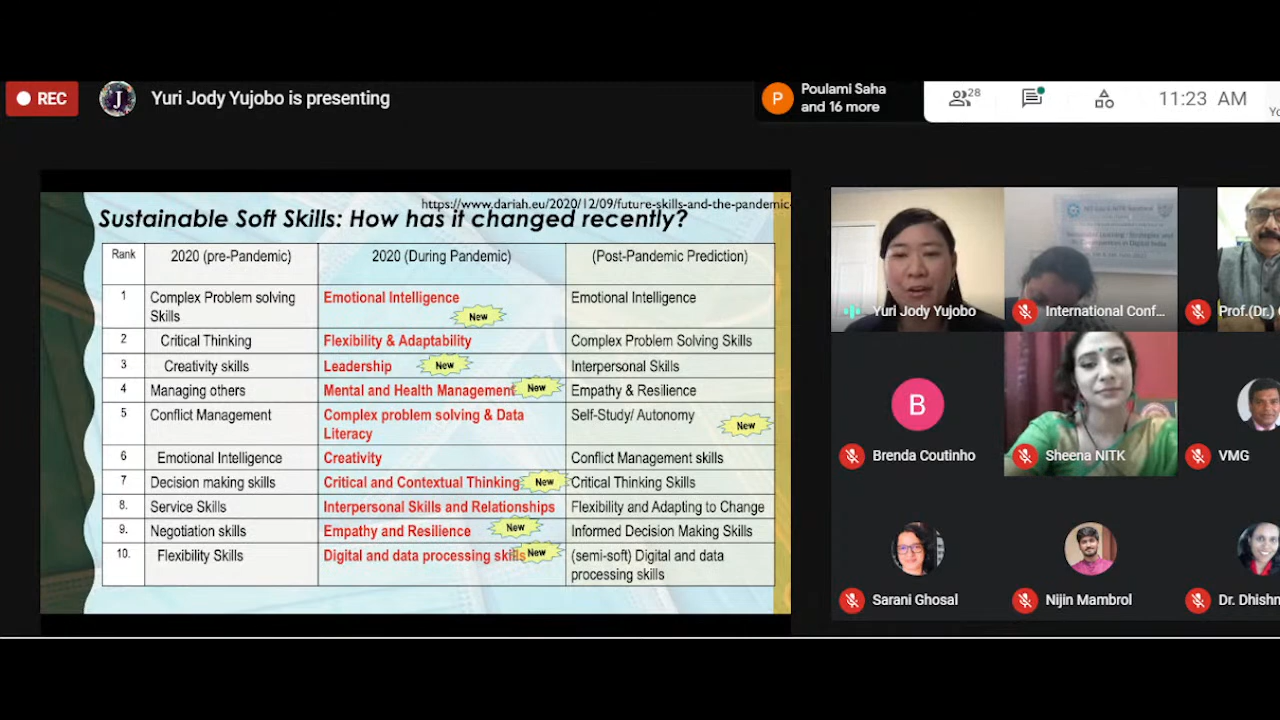 REC
J
Yuri Jody Yujobo is presenting
P
Poulami Saha
and 16 more
28
11:23 AM
https://www.dariah.eu/2020/12/09/future-skills-and-the-pandemic-
Sustainable Soft Skills: How has it changed recently?
Rank 2020 (pre-Pandemic) 2020 (During Pandemic) (Post-Pandemic Prediction)
1 Complex Problem solving Emotional Intelligence Emotional Intelligence
Skills New
2 Critical Thinking Flexibility & Adaptability Complex Problem Solving Skills
3 Creativity skills Leadership New Interpersonal Skills
4 Managing others Mental and Health Management New Empathy & Resilience
5 Conflict Management Complex problem solving & Data Self-Study/ Autonomy
Literacy New
6 Emotional Intelligence Creativity Conflict Management skills
7 Decision making skills Critical and Contextual Thinking New Critical Thinking Skills
8. Service Skills Interpersonal Skills and Relationships Flexibility and Adapting to Change
9. Negotiation skills Empathy and Resilience New Informed Decision Making Skills
10. Flexibility Skills Digital and data processing skills New (semi-soft) Digital and data
processing skills
Yuri Jody Yujobo
International Conf...
Prof.(Dr.)
B
Brenda Coutinho
Sheena NITK
VMG
Sarani Ghosal
Nijin Mambrol
Dr. Dhishn